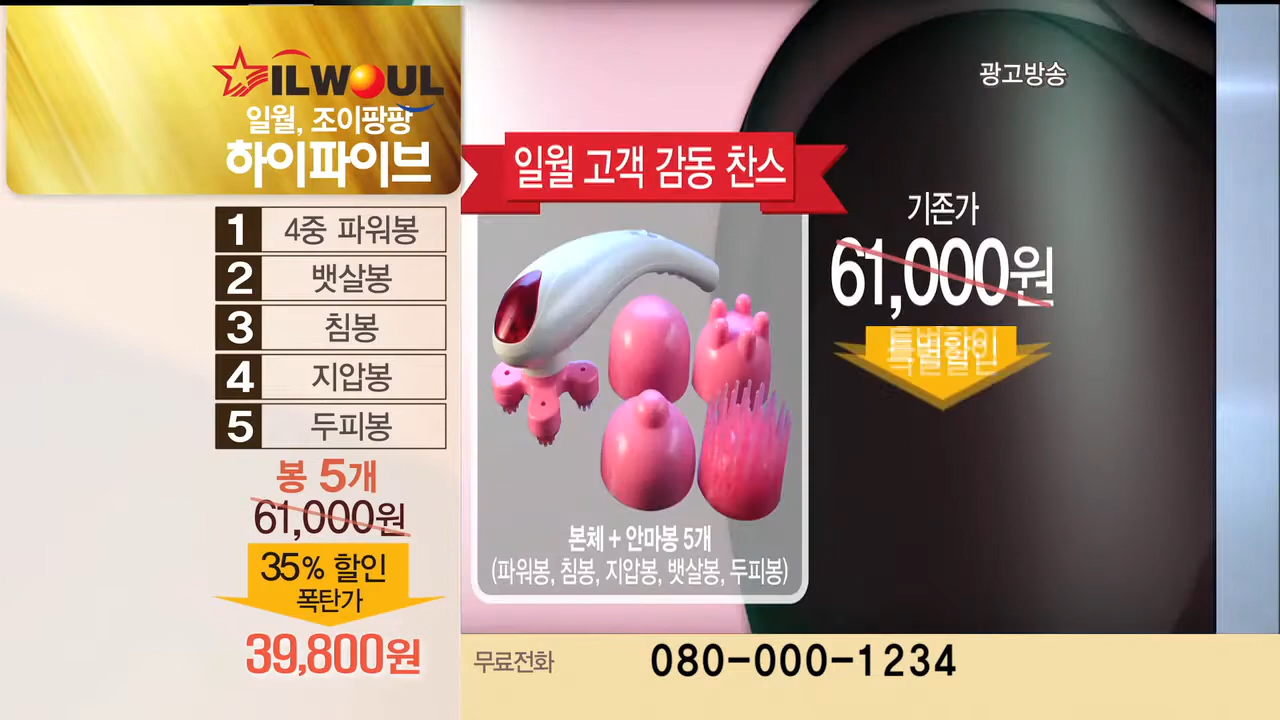 ILWOUL
일월, 조이팡팡
하이파이브
1 4중 파워봉
2 뱃살봉
3 침봉
4 지압봉
5 두피봉
봉 5개
61,000원
35% 할인
폭탄가
39,800원
일월 고객 감동 찬스
본체 + 안마봉 5개
(파워봉, 침봉, 지압봉, 뱃살봉, 두피봉)
광고방송
기존가
61,000원
특별할인
무료전화 080-000-1234